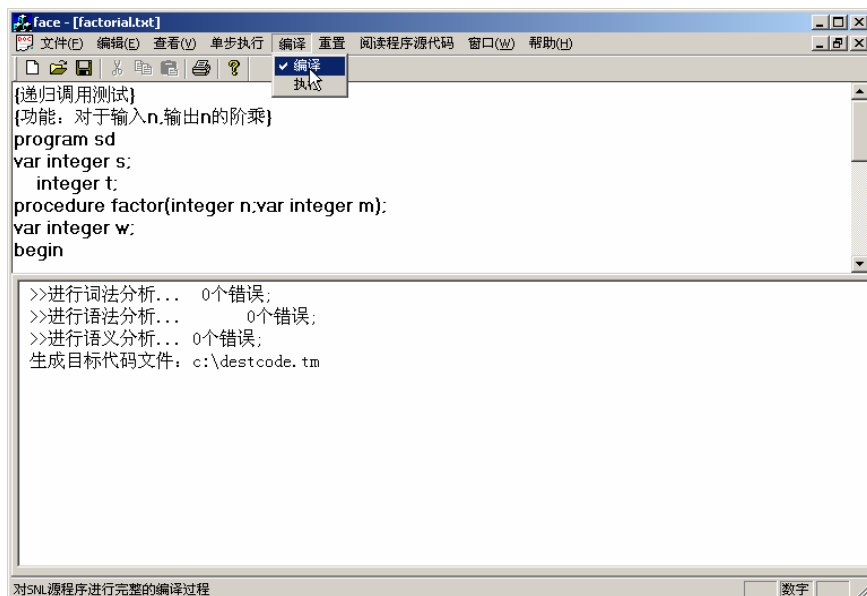 face - [factorial.txt]
文件(F) 编辑(E) 查看(V) 单步执行 编译 重置 阅读程序源代码 窗口(W) 帮助(H)
编译
执行
{递归调用测试}
{功能：对于输入n,输出n的阶乘}
program sd
var integer s;
integer t;
procedure factor(integer n;var integer m);
var integer w;
begin
>>进行词法分析... 0个错误;
>>进行语法分析... 0个错误;
>>进行语义分析... 0个错误;
生成目标代码文件：c:\destcode.tm
对SNL源程序进行完整的编译过程
数字